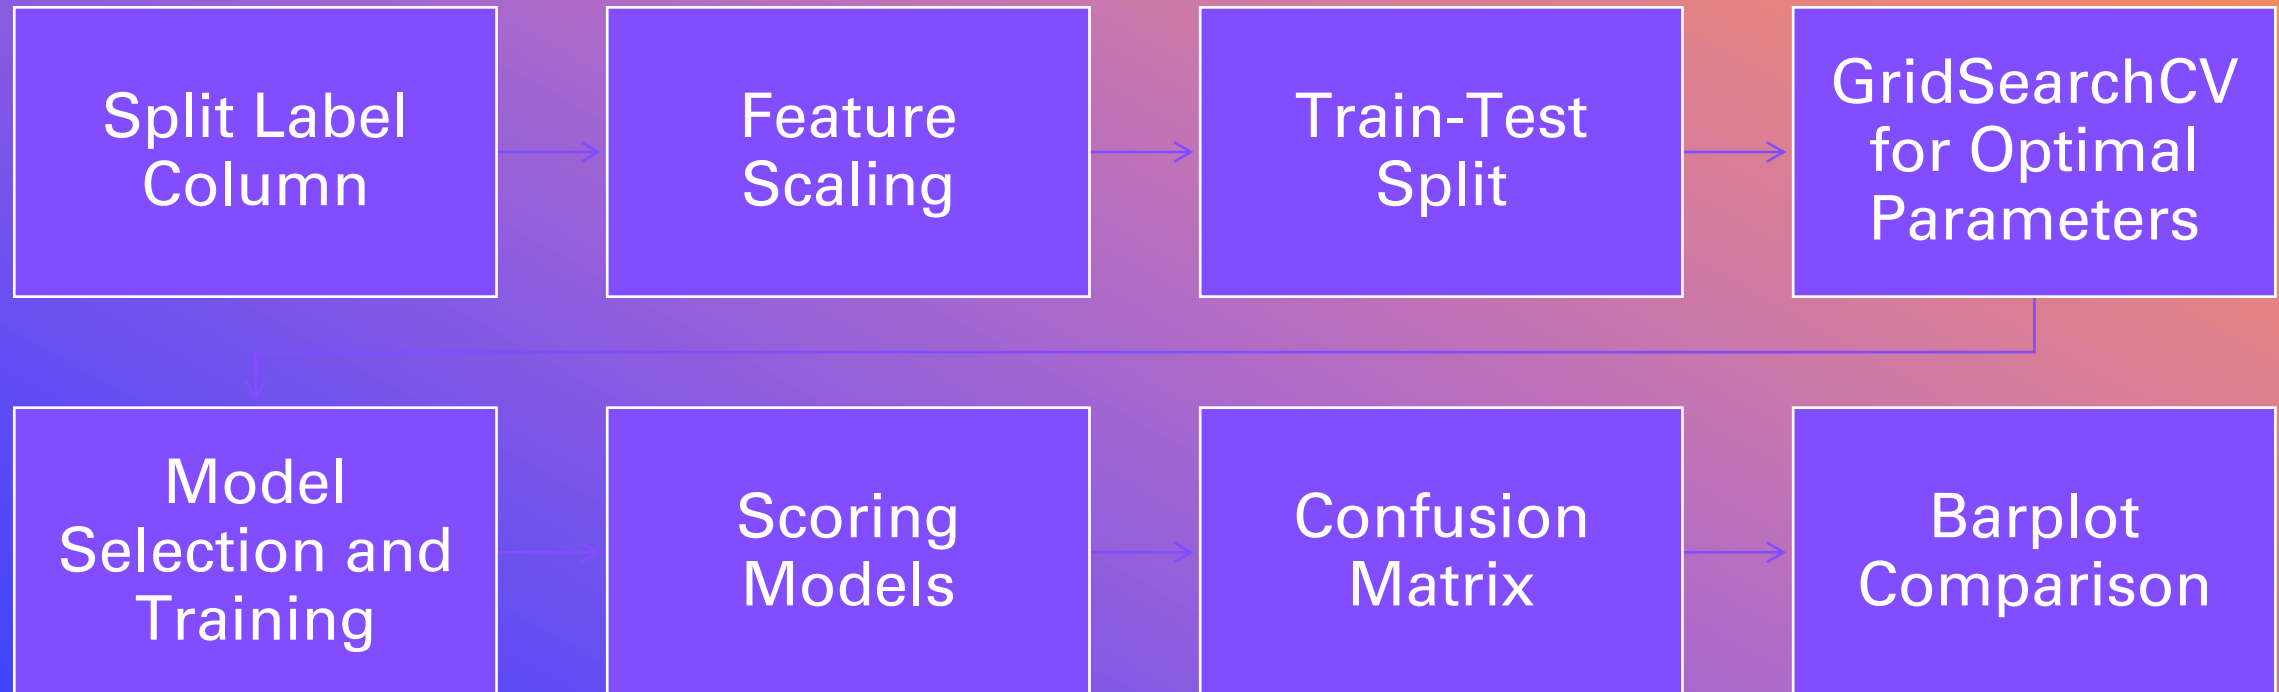 Split Label
Column
Feature
Scaling
Train-Test
Split
GridSearchCV
for Optimal
Parameters
Model
Selection and
Training
Scoring
Models
Confusion
Matrix
Barplot
Comparison